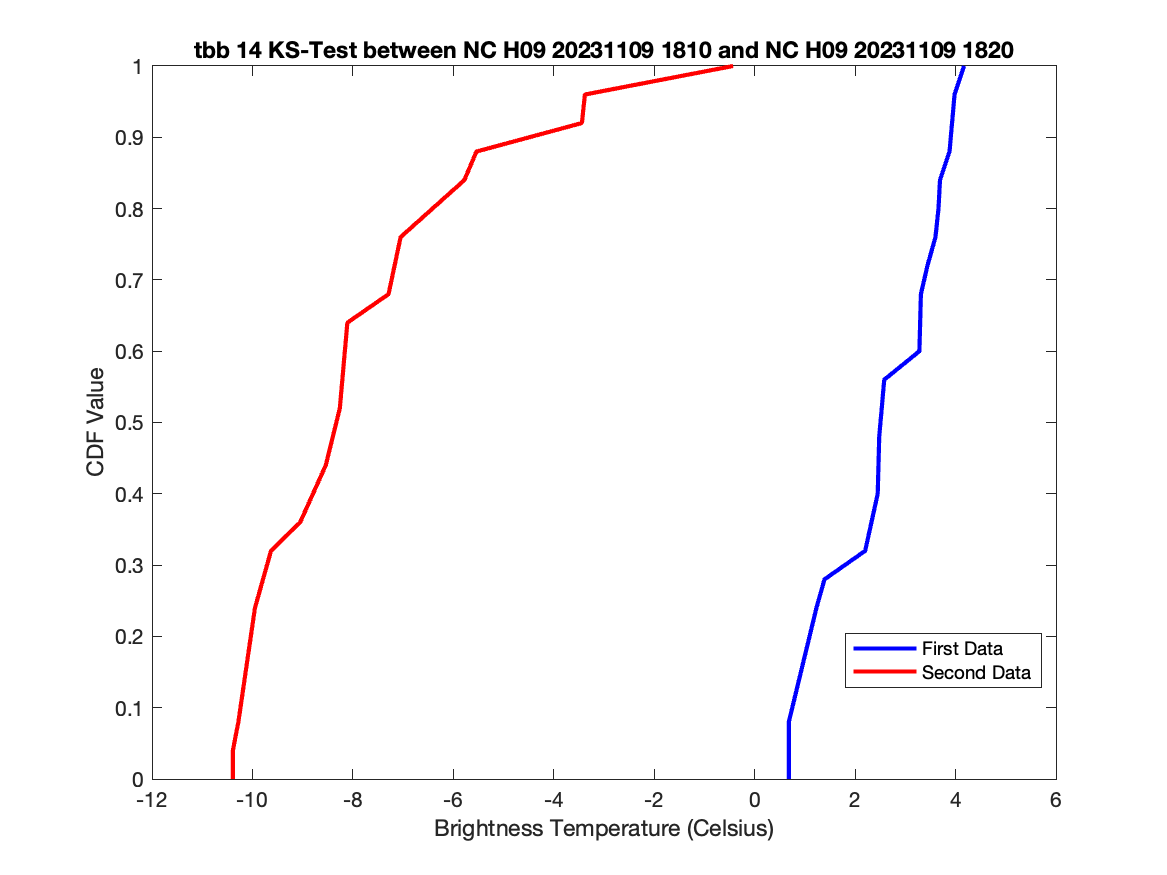 tbb 14 KS-Test between NC H09 20231109 1810 and NC H09 20231109 1820
1
0.9
0.8
0.7
0.6
0.5
0.4
0.3
0.2
0.1
0
CDF Value
First Data
Second Data
-12 -10 -8 -6 -4 -2 0 2 4 6
Brightness Temperature (Celsius)